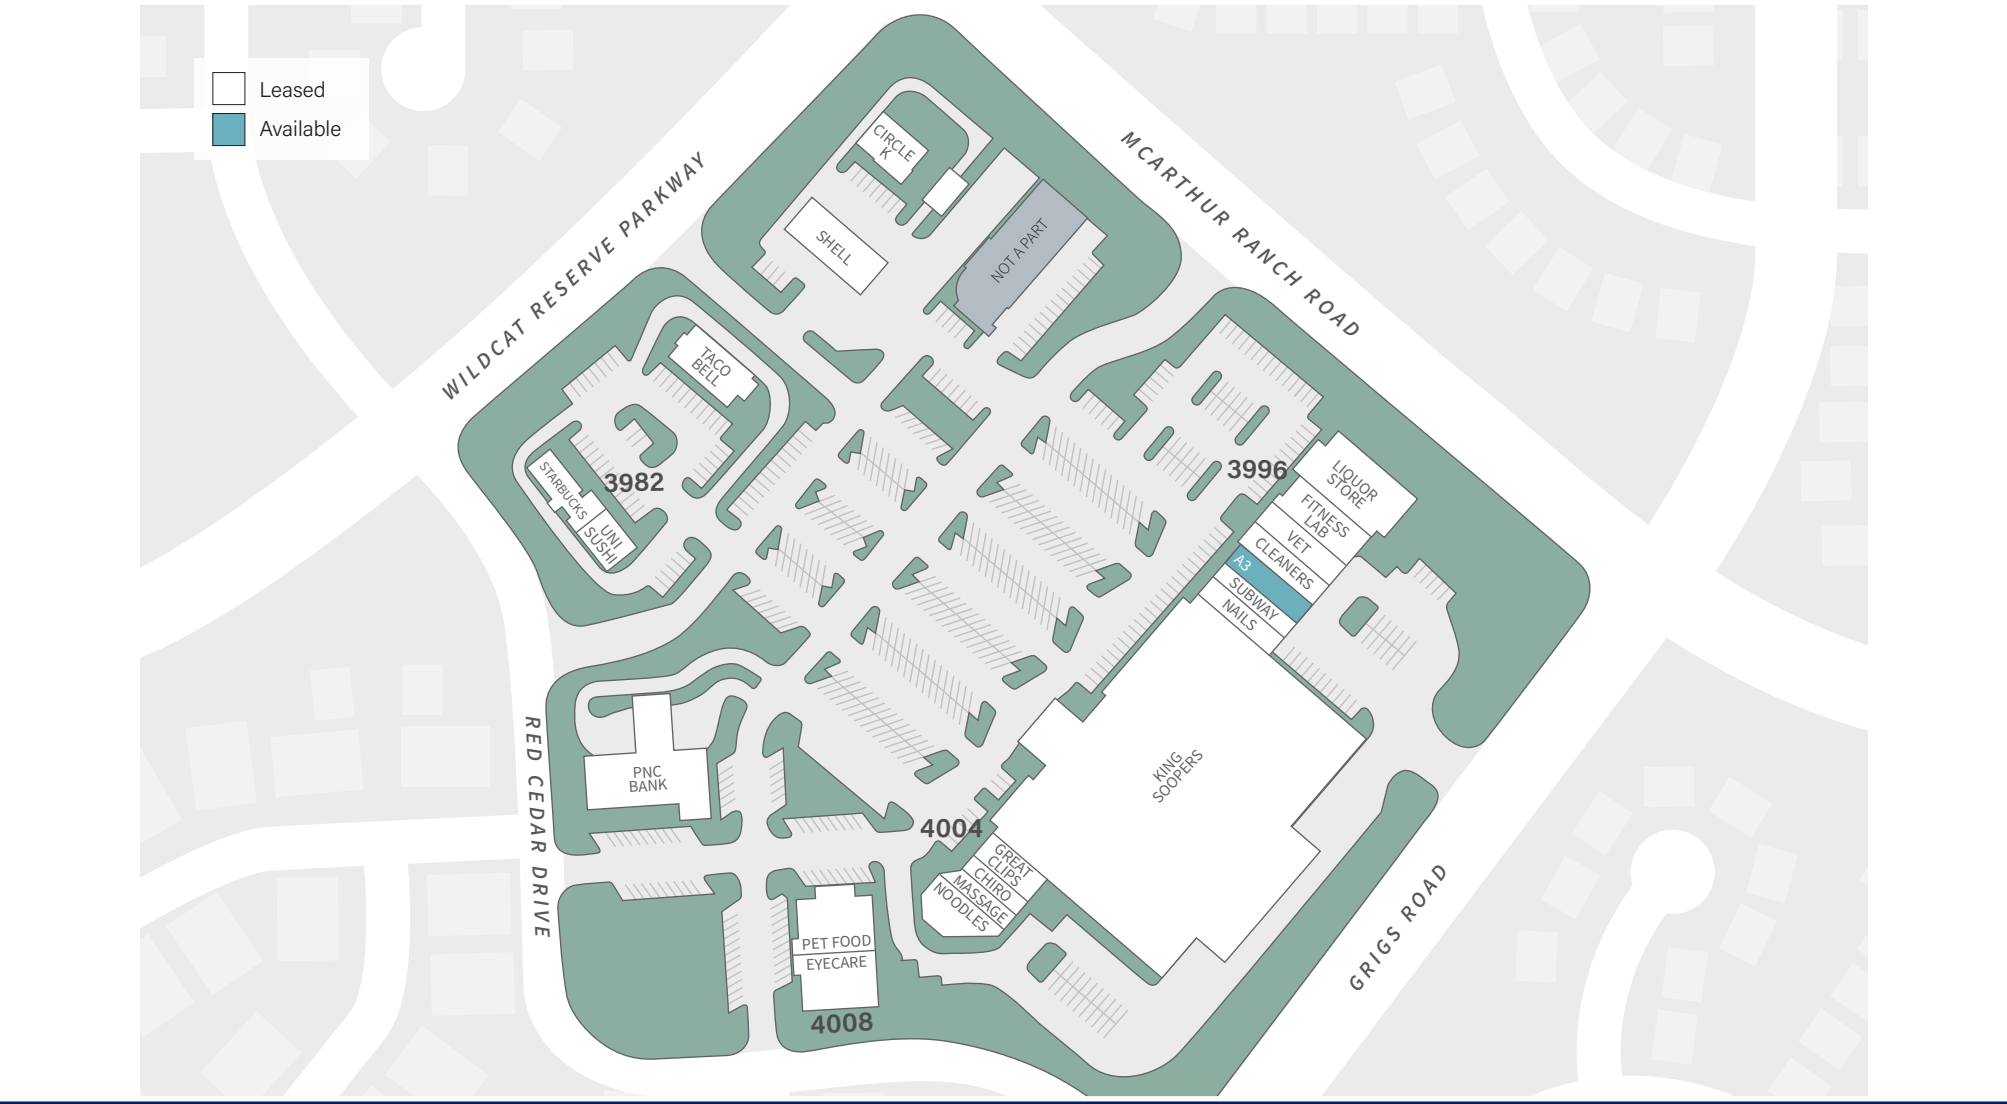 Leased
Available
WILDCAT RESERVE PARKWAY
MCARTHUR RANCH ROAD
CIRCLE
K
SHELL
NOT A PART
TACO
BELL
3982
STARBUCKS
UNI
SUSHI
3996
LIQUOR
STORE
FITNESS
LAB
VET
CLEANERS
A3
SUBWAY
NAILS
KING
SOOPERS
RED CEDAR DRIVE
PNC
BANK
4004
GREAT
CLIPS
CHIRO
MASSAGE
NOODLES
PET FOOD
EYECARE
4008
GRIGS ROAD